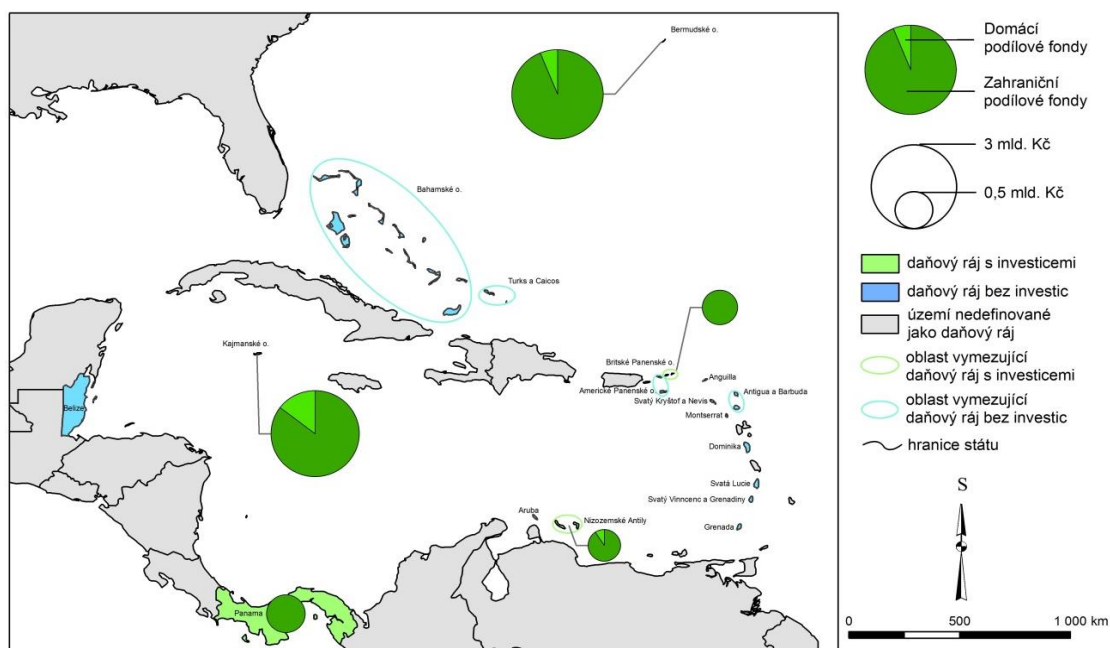 Bermudské o.
Bahamské o.
Turks a Caicos
Kajmanské o.
Britské Panenské o.
Anguilla
Americké Panenské o.
Antigua a Barbuda
Svatý Kryštof a Nevis
Montserrat
Belize
Dominika
Svatá Lucie
Svatý Vinncenc a Grenadiny
Aruba
Nizozemské Antily
Grenada
Panama
Domácí
podílové fondy
Zahraniční
podílové fondy
3 mld. Kč
0,5 mld. Kč
daňový ráj s investicemi
daňový ráj bez investic
území nedefinované
jako daňový ráj
oblast vymezující
daňový ráj s investicemi
oblast vymezující
daňový ráj bez investic
hranice státu
S
0 500 1 000 km